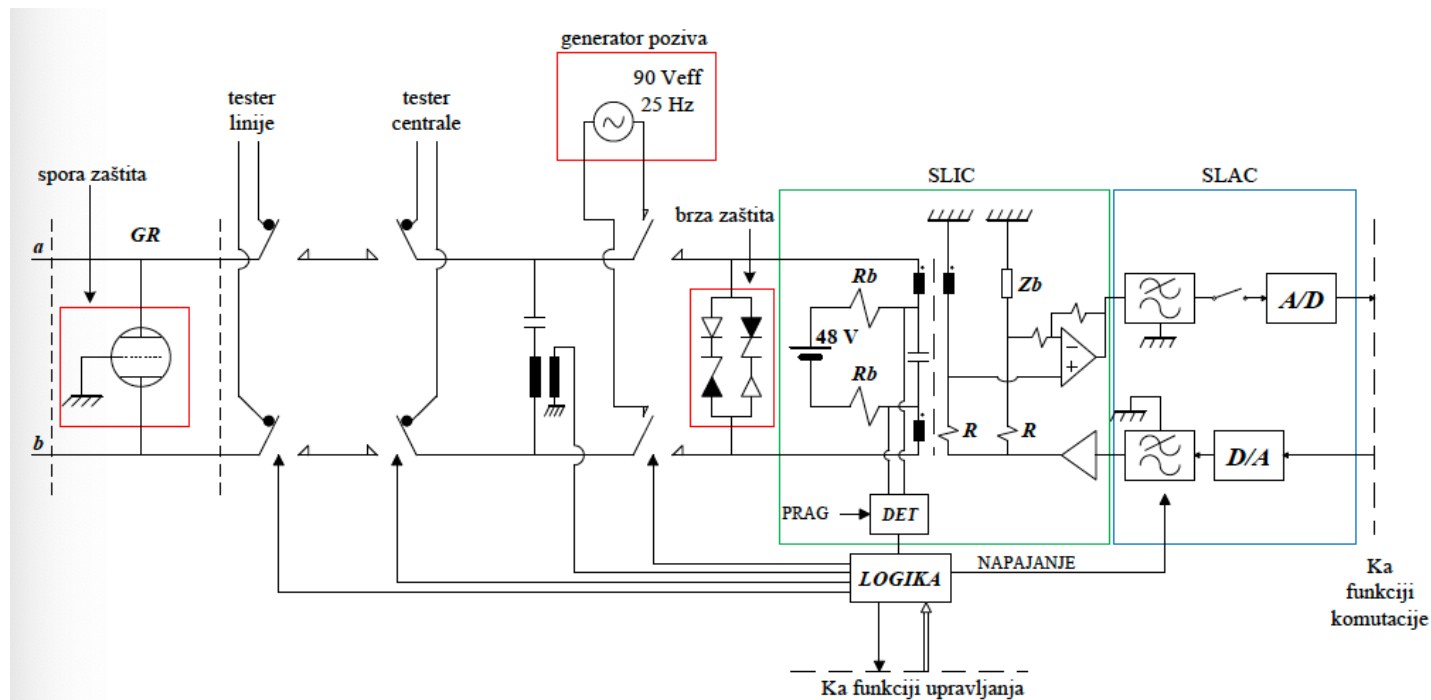 generator poziva
90 Veff
25 Hz
tester
linije
tester
centrale
spora zaštita
SLIC
SLAC
brza zaštita
a
GR
Rb
Zb
48 V
A/D
Rb
b
R
R
D/A
PRAG
DET
LOGIKA
NAPAJANJE
Ka
funkciji
komutacije
Ka funkciji upravljanja